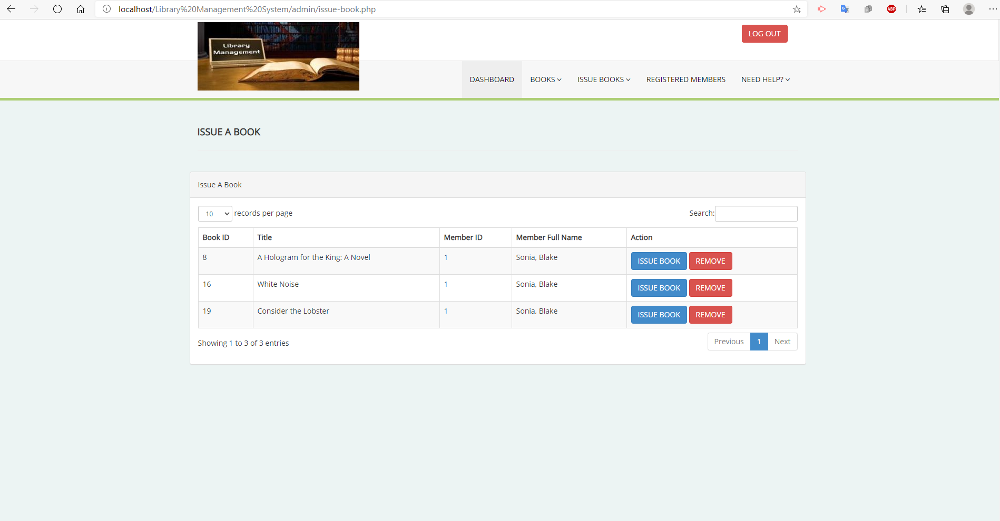 localhost/Library%20Management%20System/admin/issue-book.php
ABP
LOG OUT
Library
Management
DASHBOARD BOOKS ISSUE BOOKS REGISTERED MEMBERS NEED HELP?
ISSUE A BOOK
Issue A Book
10 records per page Search:
Book ID Title Member ID Member Full Name Action
8 A Hologram for the King: A Novel 1 Sonia, Blake ISSUE BOOK REMOVE
16 White Noise 1 Sonia, Blake ISSUE BOOK REMOVE
19 Consider the Lobster 1 Sonia, Blake ISSUE BOOK REMOVE
Showing 1 to 3 of 3 entries Previous 1 Next